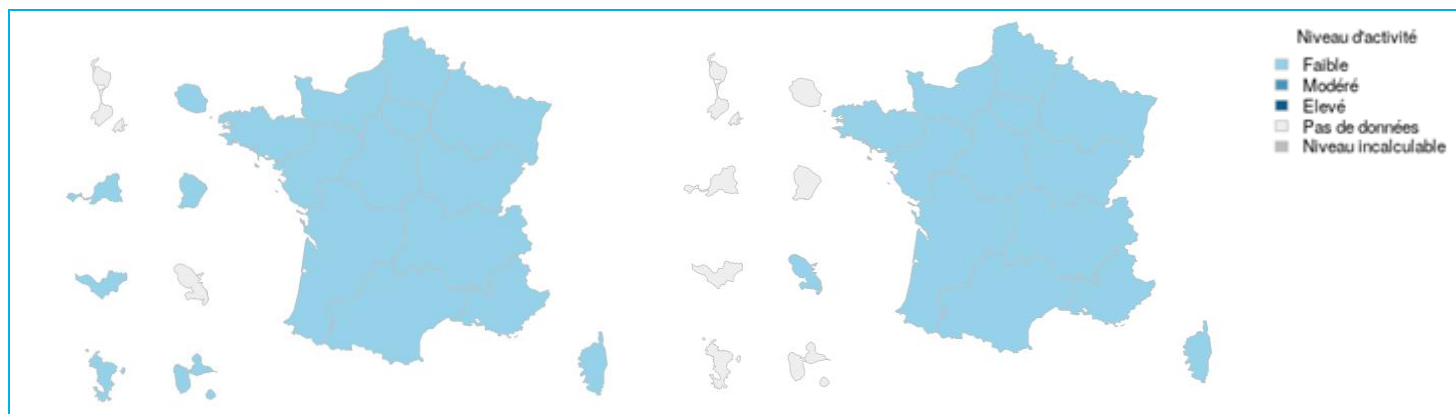 Niveau d'activité
Faible
Modéré
Elevé
Pas de données
Niveau incalculable